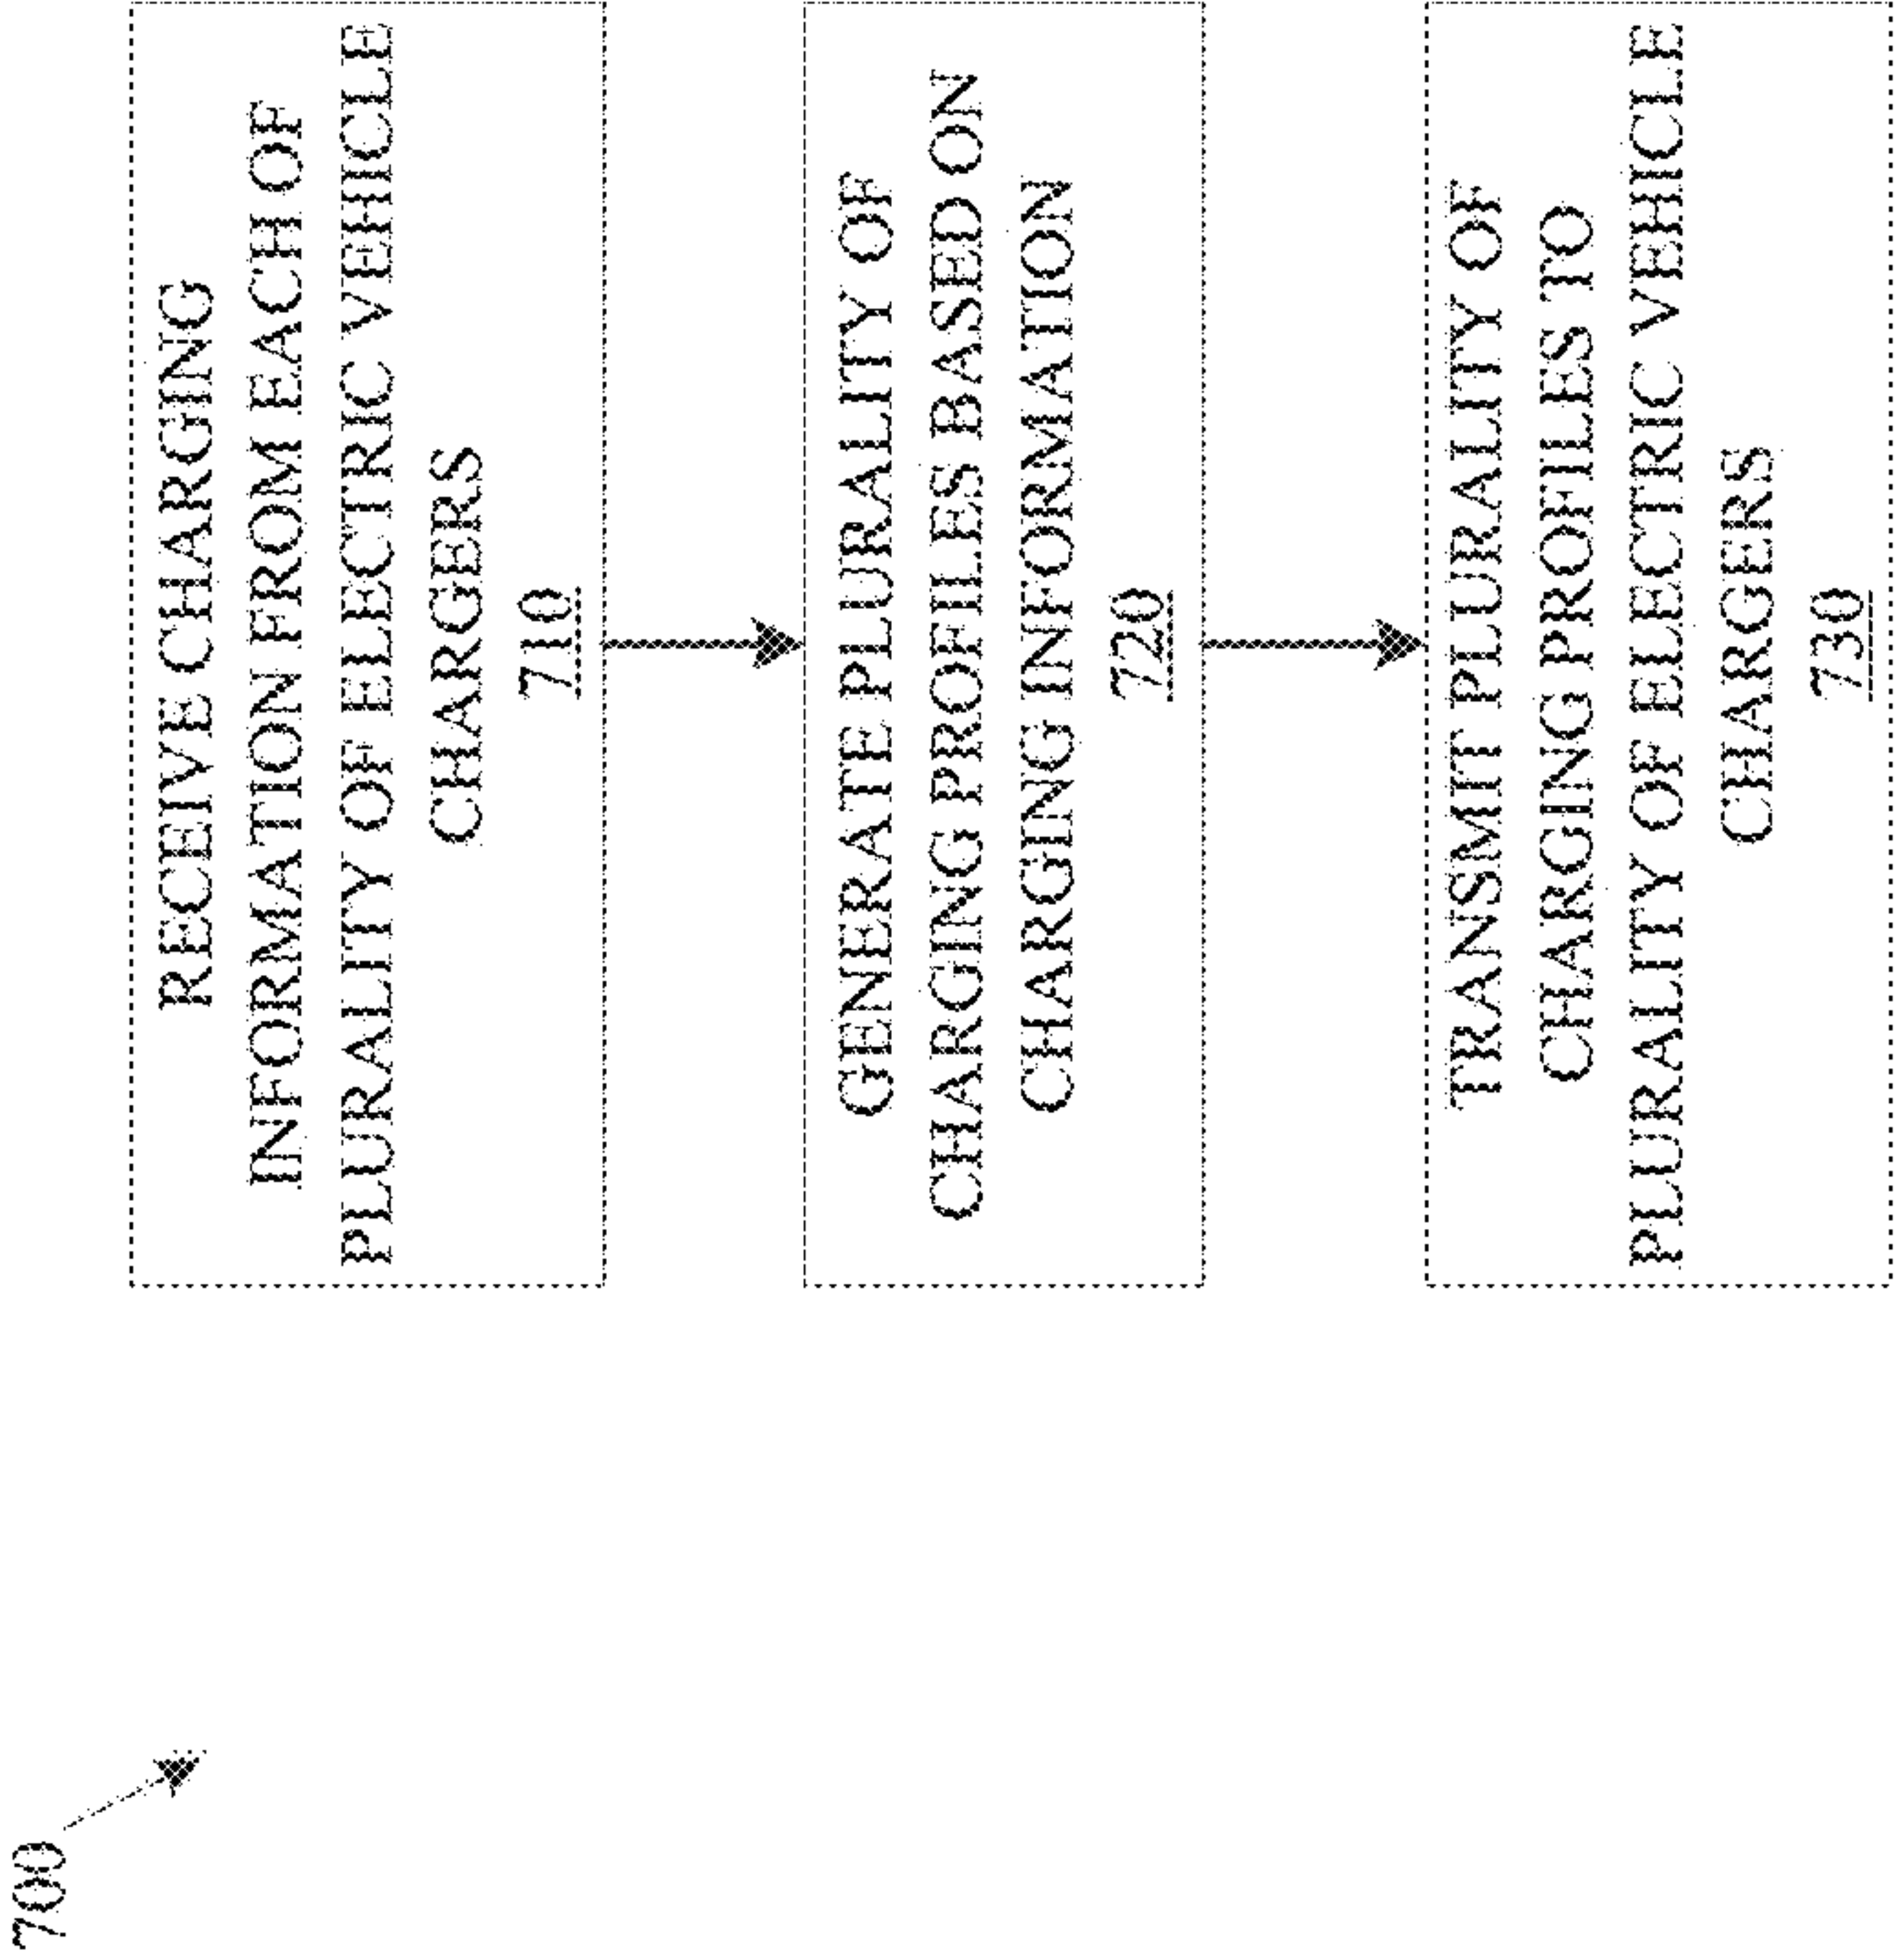 700
RECEIVE CHARGING
INFORMATION FROM EACH OF
PLURALITY OF ELECTRIC VEHICLE
CHARGERS
710
GENERATE PLURALITY OF
CHARGING PROFILES BASED ON
CHARGING INFORMATION
720
TRANSMIT PLURALITY OF
CHARGING PROFILES TO
PLURALITY OF ELECTRIC VEHICLE
CHARGERS
730